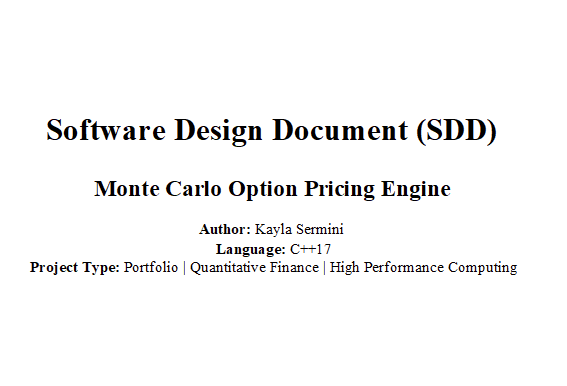 Software Design Document (SDD)
Monte Carlo Option Pricing Engine
Author: Kayla Sermini
Language: C++17
Project Type: Portfolio | Quantitative Finance | High Performance Computing